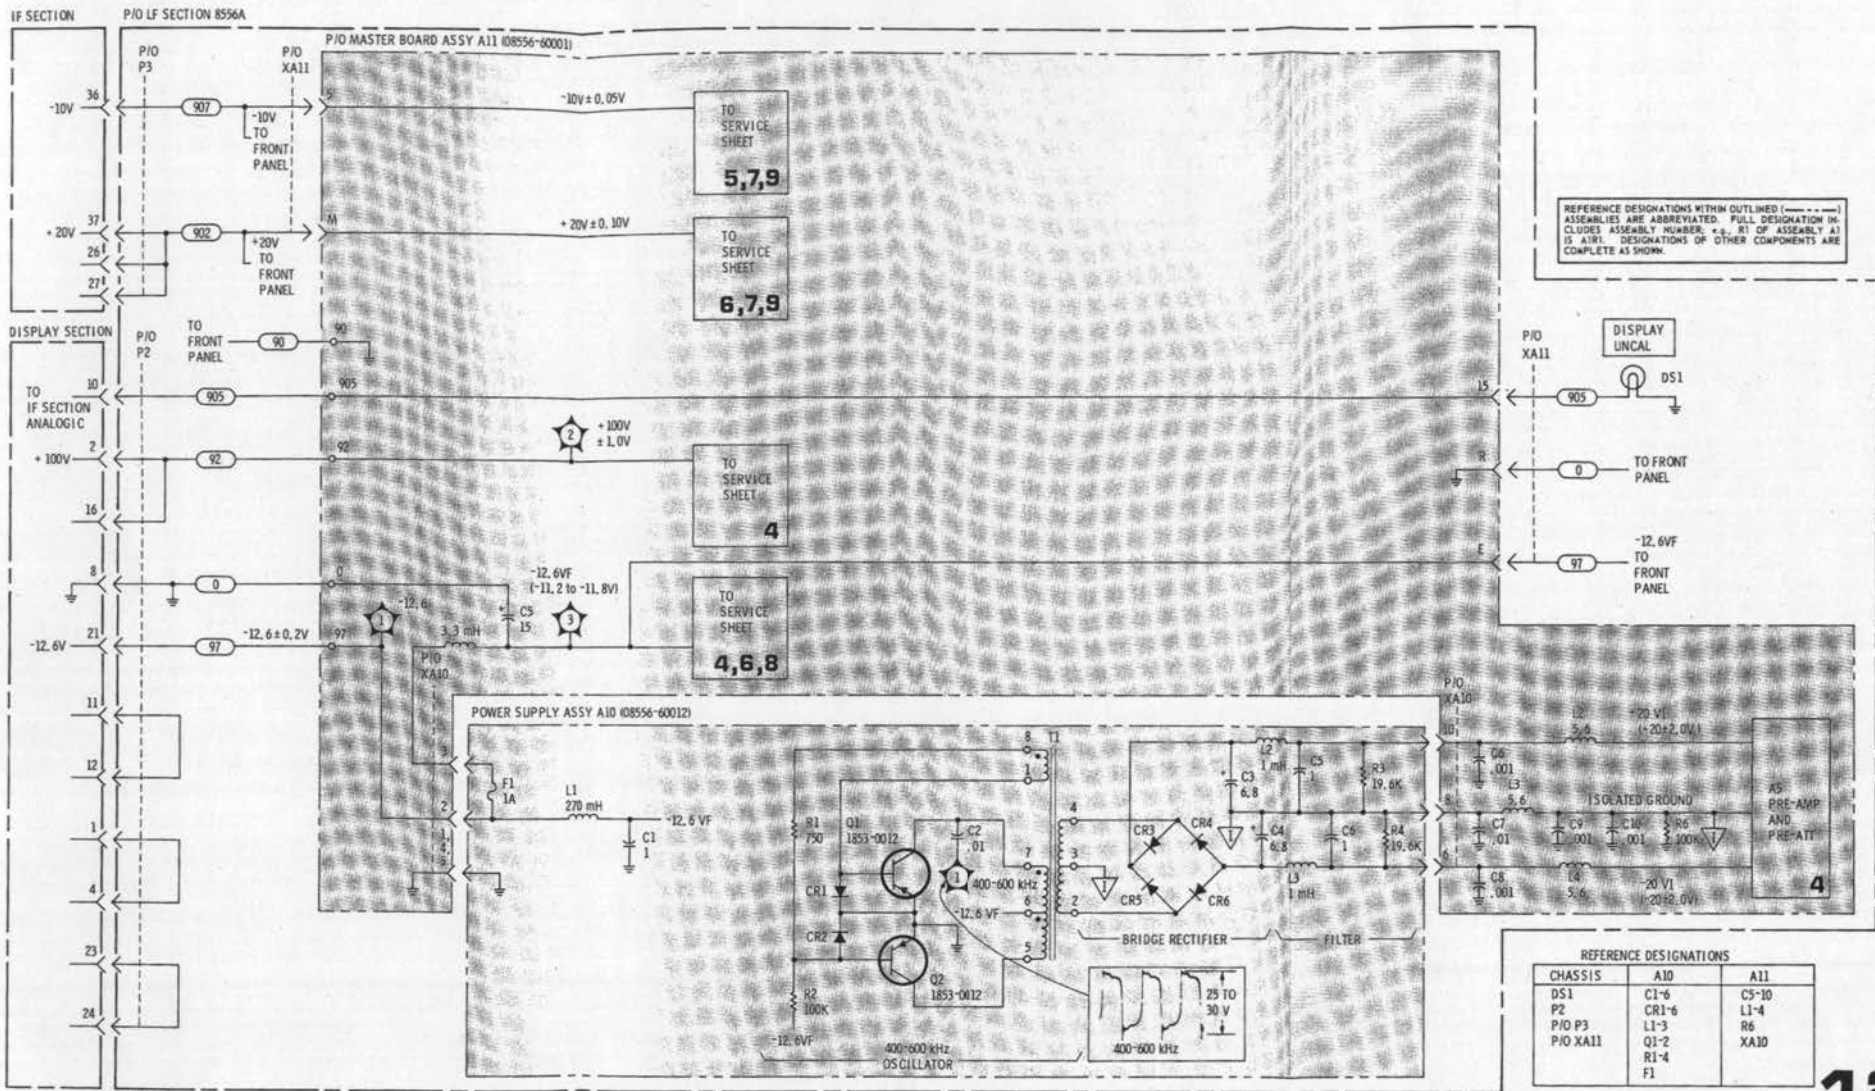 IF SECTION
P/O LF SECTION 8556A
P/O MASTER BOARD ASSY A11 (08556-60001)
P/O
P3
P/O
XA11
-10V
36
907
-10V
TO
FRONT
PANEL
5
-10V ± 0.05V
TO
SERVICE
SHEET
5,7,9
+ 20V
37
26
27
902
+20V
TO
FRONT
PANEL
M
+ 20V ± 0.10V
TO
SERVICE
SHEET
6,7,9
REFERENCE DESIGNATIONS WITHIN OUTLINED (— - - —)
ASSEMBLIES ARE ABBREVIATED. FULL DESIGNATION IN-
CLUDES ASSEMBLY NUMBER; e.g., R1 OF ASSEMBLY A1
IS A1R1. DESIGNATIONS OF OTHER COMPONENTS ARE
COMPLETE AS SHOWN.
DISPLAY SECTION
P/O
P2
TO
FRONT
PANEL
90
90
TO
IF SECTION
ANALOGIC
10
905
905
15
P/O
XA11
905
DISPLAY
UNCAL
DS1
+ 100V
2
16
92
92
2
+100V
± 1.0V
TO
SERVICE
SHEET
4
R
0
TO FRONT
PANEL
8
0
0
C5
15
-12.6VF
(-11.2 to -11.8V)
3
TO
SERVICE
SHEET
4,6,8
E
97
-12.6VF
TO
FRONT
PANEL
-12.6V
21
97
-12.6±0.2V
97
1
-12.6
3.3 mH
P/O
XA10
11
12
1
4
23
24
POWER SUPPLY ASSY A10 (08556-60012)
3
2
F1
1A
L1
270 mH
C1
1
-12.6 VF
R1
750
Q1
1853-0012
CR1
CR2
Q2
1853-0012
R2
100K
-12.6VF
C2
.01
1
400-600 kHz
-12.6 VF
8
T1
1
7
6
5
4
3
2
I
CR3
CR4
CR5
CR6
C3
6.8
L2
1 mH
C5
1
R3
19.6K
I
C4
6.8
C6
1
R4
19.6K
L3
1 mH
BRIDGE RECTIFIER
FILTER
400-600 kHz
OSCILLATOR
25 TO
30 V
400-600 kHz
P/O
XA10
10
8
6
C6
.001
L2
5.6
+20 VI
(+20±2.0V)
L3
5.6
ISOLATED GROUND
C7
.01
C9
.001
C10
.001
R6
100K
I
C8
.001
L4
5.6
-20 VI
(-20±2.0V)
A5
PRE-AMP
AND
PRE-ATT
4
REFERENCE DESIGNATIONS
CHASSIS A10 A11
DS1 C1-6 C5-10
P2 CR1-6 L1-4
P/O P3 L1-3 R6
P/O XA11 Q1-2 XA10
R1-4
F1